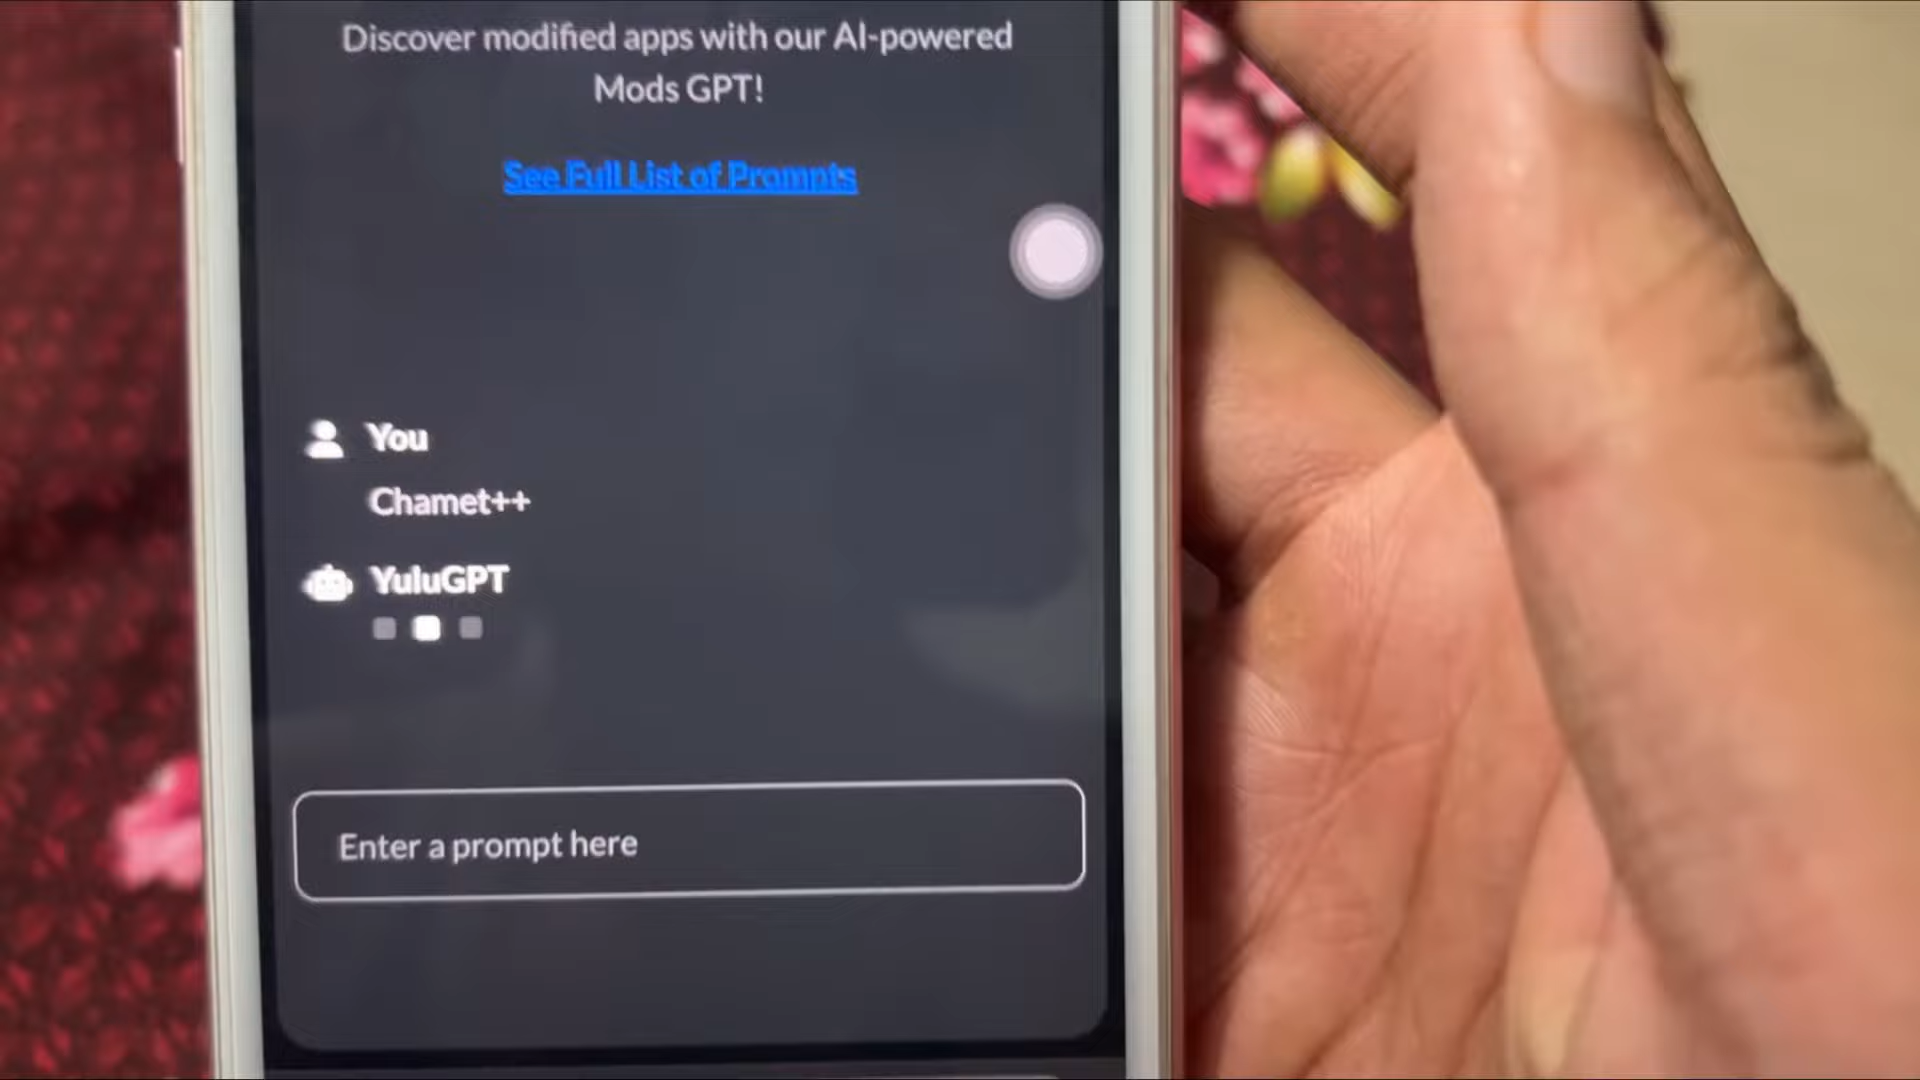 Discover modified apps with our AI-powered
Mods GPT!
See Full List of Prompts
You
Chamet++
YuluGPT
Enter a prompt here